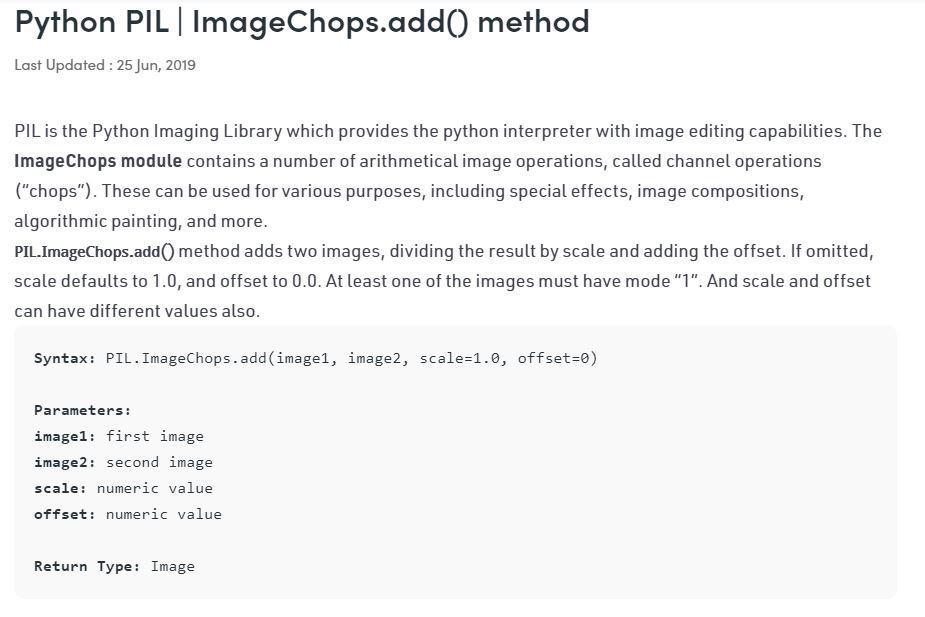 Python PIL | ImageChops.add() method
Last Updated : 25 Jun, 2019
PIL is the Python Imaging Library which provides the python interpreter with image editing capabilities. The
ImageChops module contains a number of arithmetical image operations, called channel operations
(“chops”). These can be used for various purposes, including special effects, image compositions,
algorithmic painting, and more.
PIL.ImageChops.add() method adds two images, dividing the result by scale and adding the offset. If omitted,
scale defaults to 1.0, and offset to 0.0. At least one of the images must have mode “1”. And scale and offset
can have different values also.
Syntax: PIL.ImageChops.add(image1, image2, scale=1.0, offset=0)
Parameters:
image1: first image
image2: second image
scale: numeric value
offset: numeric value
Return Type: Image